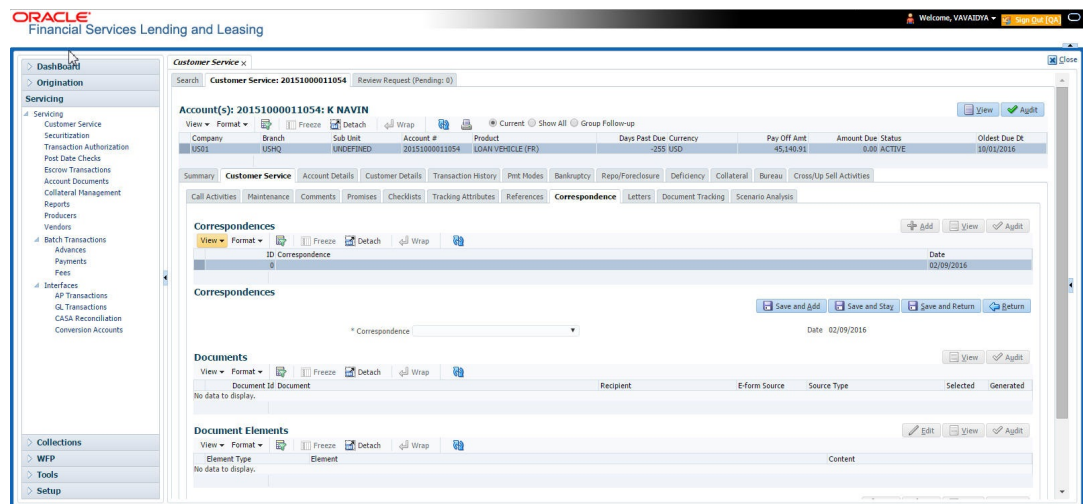 ORACLE
Financial Services Lending and Leasing
Welcome, VAVAIDYA
Sign Out [QA]
Close
DashBoard
Origination
Servicing
Servicing
Customer Service
Securitization
Transaction Authorization
Post Date Checks
Escrow Transactions
Account Documents
Collateral Management
Reports
Producers
Vendors
Batch Transactions
Advances
Payments
Fees
Interfaces
AP Transactions
GL Transactions
CASA Reconciliation
Conversion Accounts
Collections
WFP
Tools
Setup
Customer Service x
Search Customer Service: 20151000011054 Review Request (Pending: 0)
Account(s): 20151000011054: K NAVIN
View Audit
View Format Freeze Detach Wrap Current Show All Group Follow-up
Company Branch Sub Unit Account # Product Days Past Due Currency Pay Off Amt Amount Due Status Oldest Due Dt
US01 USHQ UNDEFINED 20151000011054 LOAN VEHICLE (FR) -255 USD 45,140.91 0.00 ACTIVE 10/01/2016
Summary Customer Service Account Details Customer Details Transaction History Pmt Modes Bankruptcy Repo/Foreclosure Deficiency Collateral Bureau Cross/Up Sell Activities
Call Activities Maintenance Comments Promises Checklists Tracking Attributes References Correspondence Letters Document Tracking Scenario Analysis
Correspondences
Add View Audit
View Format Freeze Detach Wrap
ID Correspondence Date
0 02/09/2016
Correspondences
Save and Add Save and Stay Save and Return Return
* Correspondence Date 02/09/2016
Documents
View Audit
View Format Freeze Detach Wrap
Document Id Document Recipient E-form Source Source Type Selected Generated
No data to display.
Document Elements
Edit View Audit
View Format Freeze Detach Wrap
Element Type Element Content
No data to display.